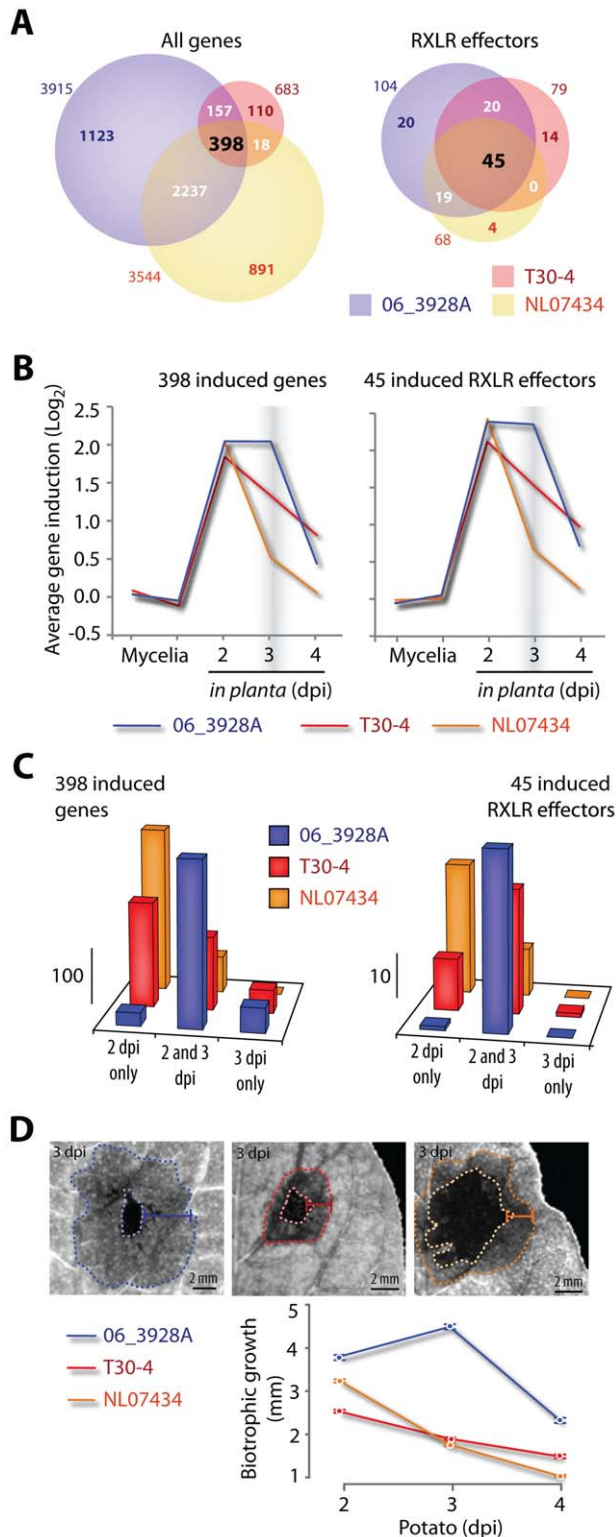 A
All genes
RXLR effectors
3915
683
157
110
1123
398
18
2237
3544
891
104
79
20
20
14
45
19
0
4
68
T30-4
06_3928A
NL07434
B
398 induced genes
45 induced RXLR effectors
Average gene induction (Log2)
2.5
2.0
1.5
1.0
0.5
0.0
-0.5
Mycelia
2
3
4
in planta (dpi)
Mycelia
2
3
4
in planta (dpi)
06_3928A
T30-4
NL07434
C
398 induced
genes
45 induced
RXLR effectors
06_3928A
T30-4
NL07434
100
10
2 dpi
only
2 and 3
dpi
3 dpi
only
2 dpi
only
2 and 3
dpi
3 dpi
only
D
3 dpi
2 mm
3 dpi
2 mm
3 dpi
2 mm
06_3928A
T30-4
NL07434
Biotrophic growth
(mm)
5
4
3
2
1
2
3
4
Potato (dpi)